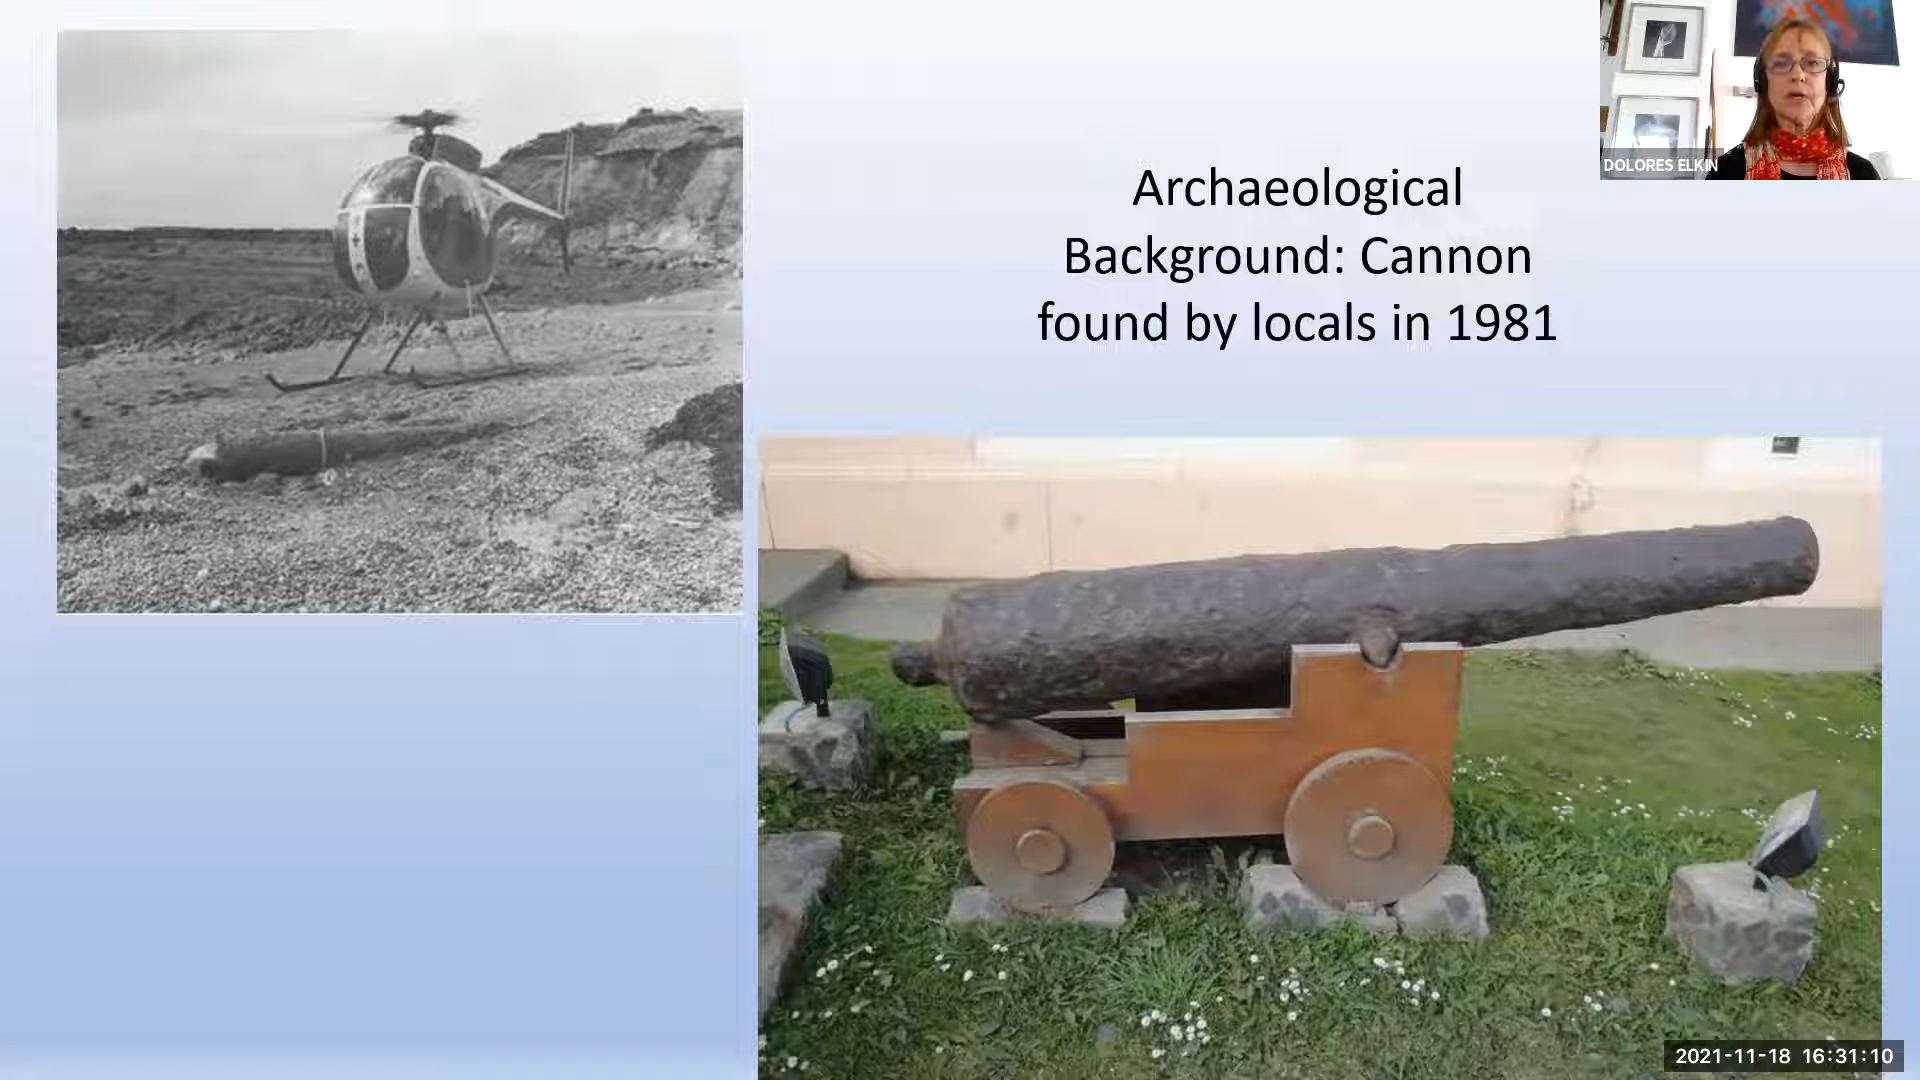 DOLORES ELKIN
Archaeological
Background: Cannon
found by locals in 1981
2021-11-18 16:31:10